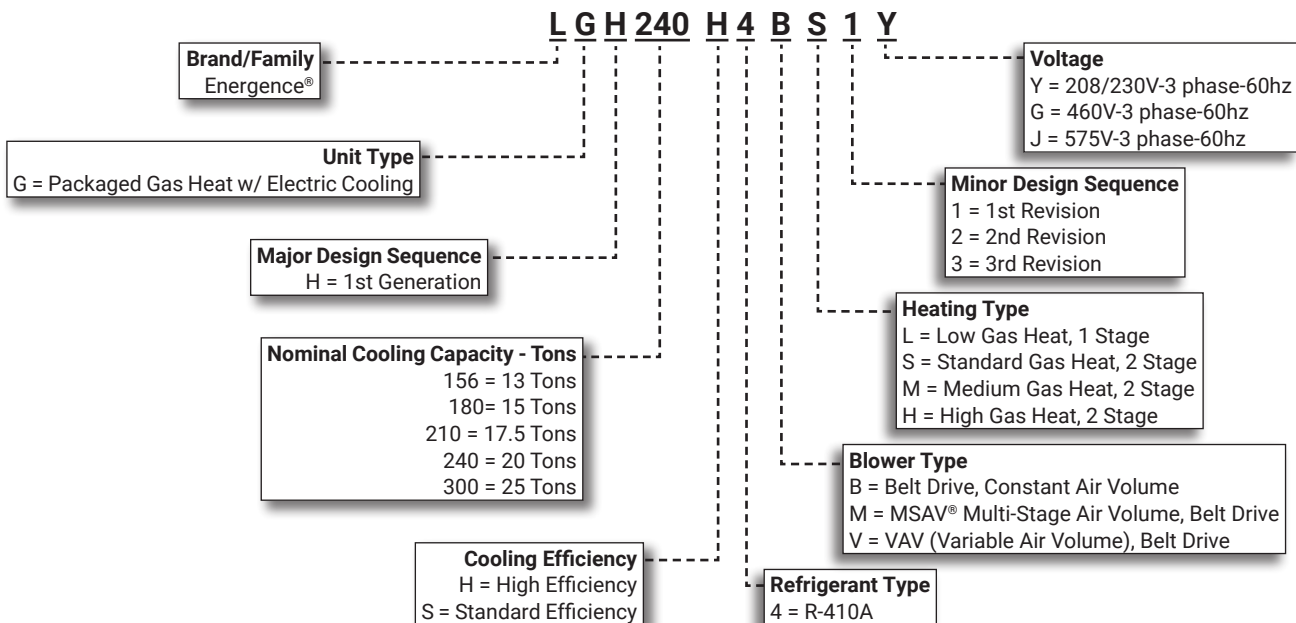 L G H 240 H 4 B S 1 Y
Brand/Family
Energence®
Voltage
Y = 208/230V-3 phase-60hz
G = 460V-3 phase-60hz
J = 575V-3 phase-60hz
Unit Type
G = Packaged Gas Heat w/ Electric Cooling
Minor Design Sequence
1 = 1st Revision
2 = 2nd Revision
3 = 3rd Revision
Major Design Sequence
H = 1st Generation
Heating Type
L = Low Gas Heat, 1 Stage
S = Standard Gas Heat, 2 Stage
M = Medium Gas Heat, 2 Stage
H = High Gas Heat, 2 Stage
Nominal Cooling Capacity - Tons
156 = 13 Tons
180= 15 Tons
210 = 17.5 Tons
240 = 20 Tons
300 = 25 Tons
Blower Type
B = Belt Drive, Constant Air Volume
M = MSAV® Multi-Stage Air Volume, Belt Drive
V = VAV (Variable Air Volume), Belt Drive
Cooling Efficiency
H = High Efficiency
S = Standard Efficiency
Refrigerant Type
4 = R-410A